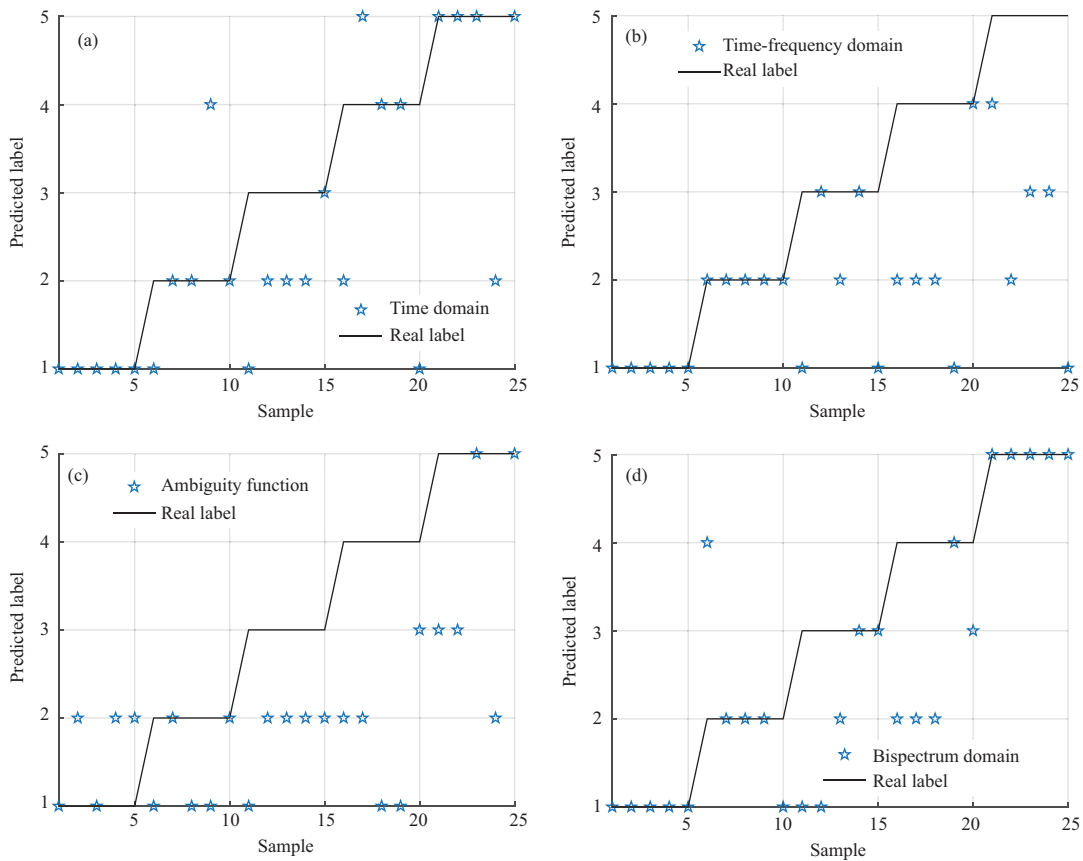 5
(a)
4
3
2
1
5
10
15
20
25
Predicted label
Sample
Time domain
Real label
5
(b)
4
3
2
1
5
10
15
20
25
Predicted label
Sample
Time-frequency domain
Real label
5
(c)
4
3
2
1
5
10
15
20
25
Predicted label
Sample
Ambiguity function
Real label
5
(d)
4
3
2
1
5
10
15
20
25
Predicted label
Sample
Bispectrum domain
Real label